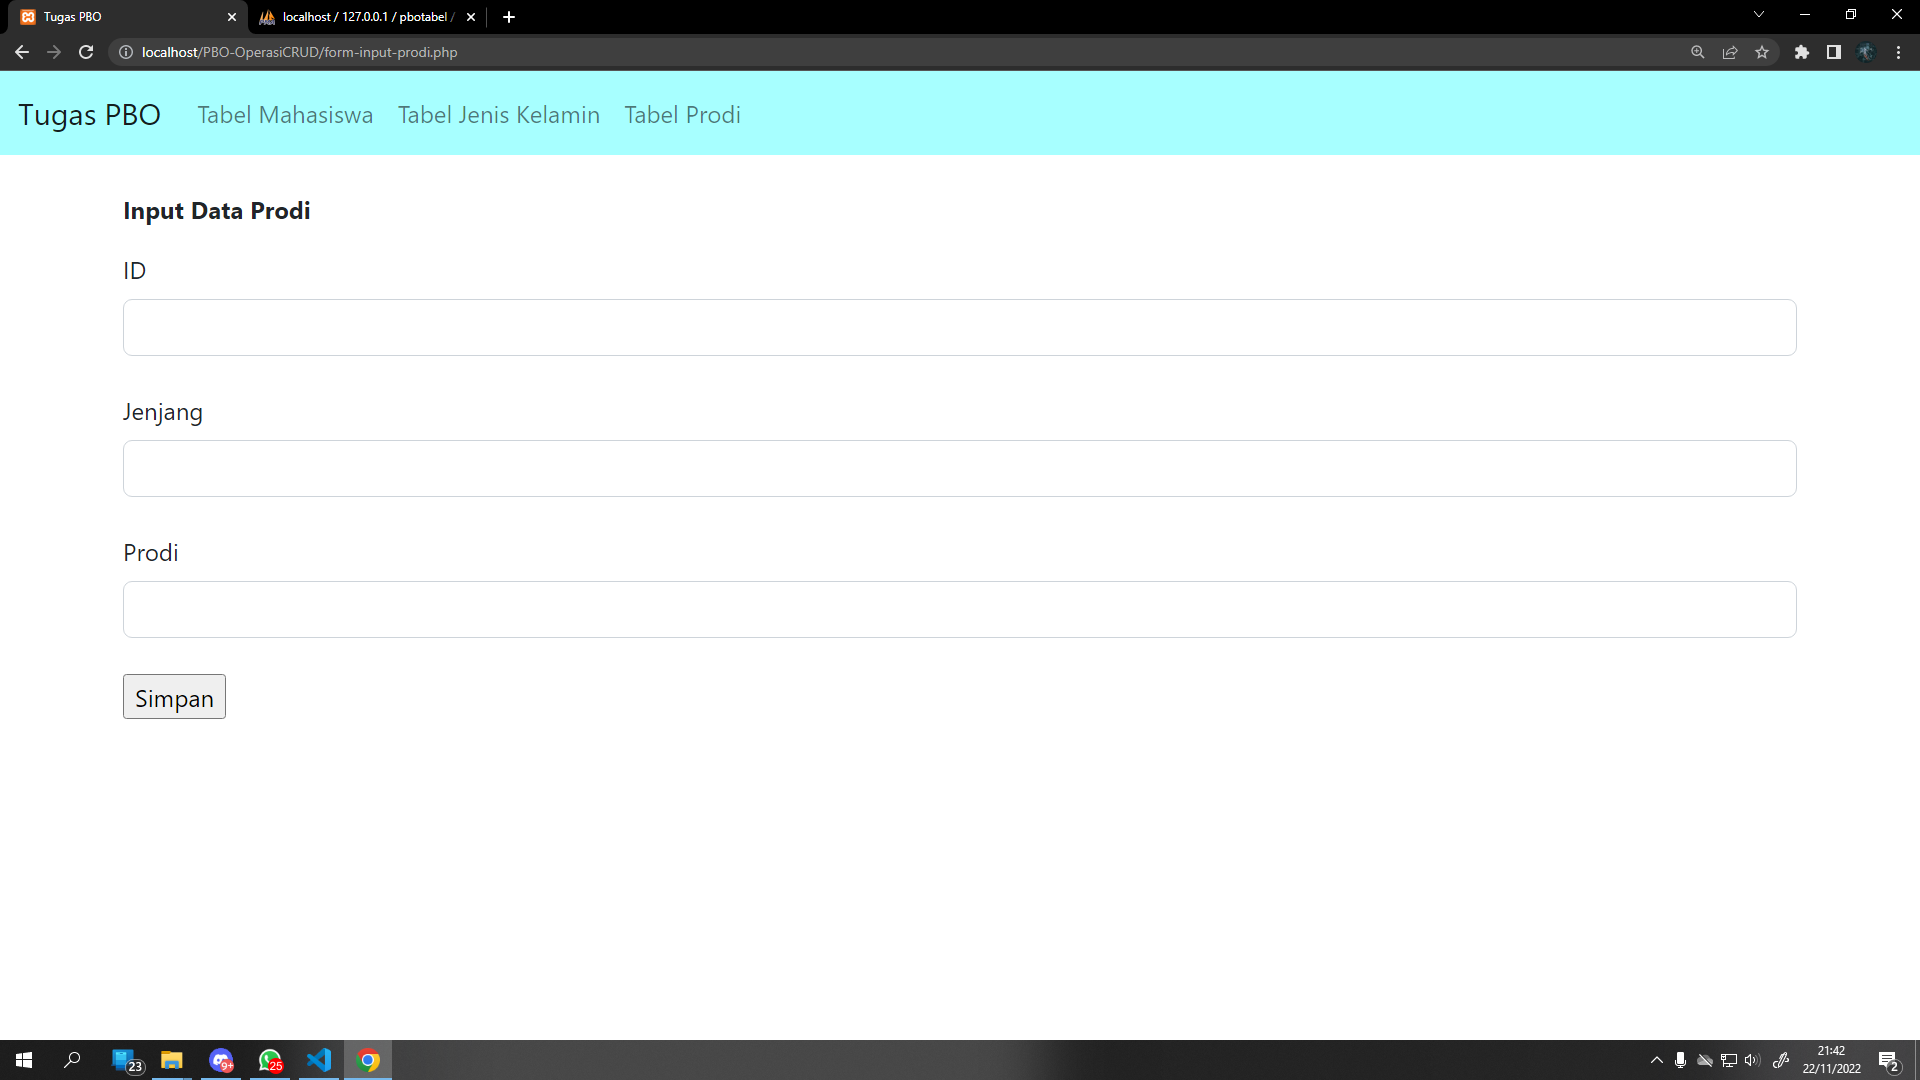 Tugas PBO
localhost / 127.0.0.1 / pbotabel /
localhost/PBO-OperasiCRUD/form-input-prodi.php
Tugas PBO Tabel Mahasiswa Tabel Jenis Kelamin Tabel Prodi
Input Data Prodi
ID
Jenjang
Prodi
Simpan
23
9+
25
21:42
22/11/2022
2